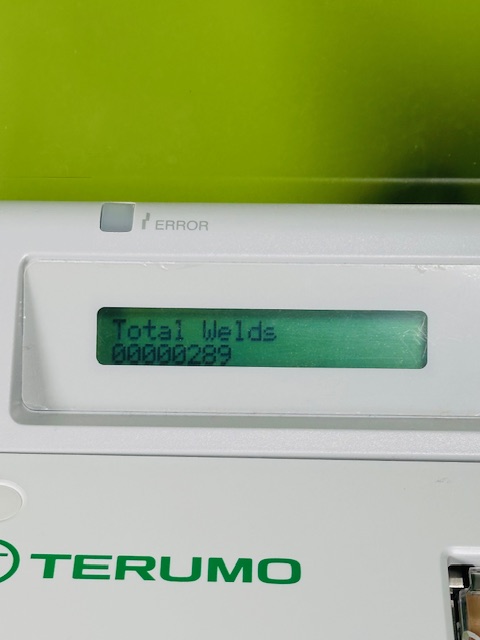 ERROR
Total Welds
00000289
TERUMO